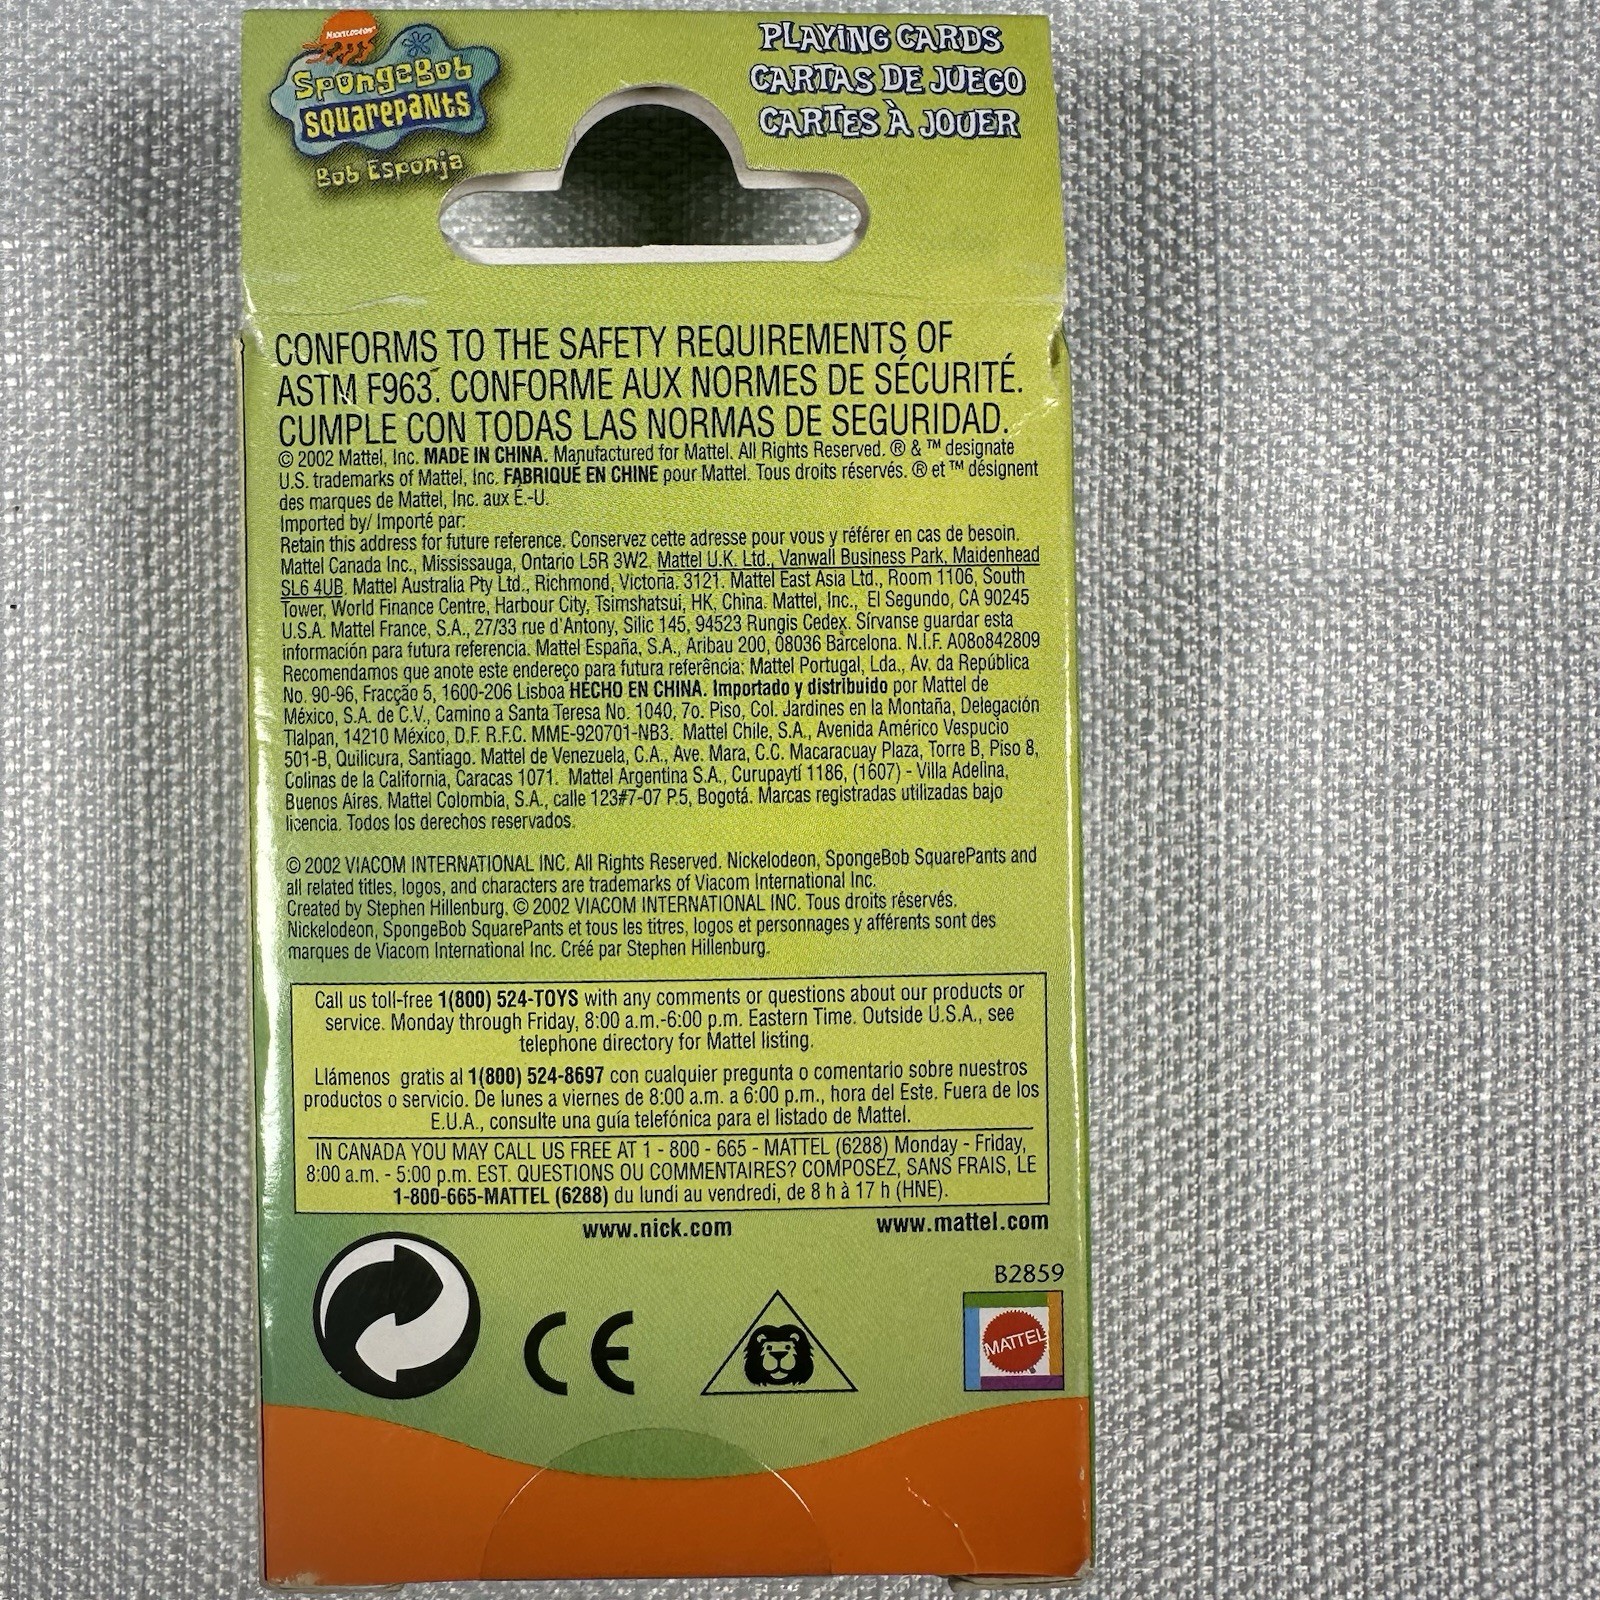 NICKELODEON
SpongeBob
SquarePants
Bob Esponja
PLAYING CARDS
CARTAS DE JUEGO
CARTES À JOUER
CONFORMS TO THE SAFETY REQUIREMENTS OF
ASTM F963. CONFORME AUX NORMES DE SÉCURITÉ.
CUMPLE CON TODAS LAS NORMAS DE SEGURIDAD.
© 2002 Mattel, Inc. MADE IN CHINA. Manufactured for Mattel. All Rights Reserved. ® & ™ designate
U.S. trademarks of Mattel, Inc. FABRIQUÉ EN CHINE pour Mattel. Tous droits réservés. ® et ™ désignent
des marques de Mattel, Inc. aux É.-U.
Imported by/ Importé par:
Retain this address for future reference. Conservez cette adresse pour vous y référer en cas de besoin.
Mattel Canada Inc., Mississauga, Ontario L5R 3W2. Mattel U.K. Ltd., Vanwall Business Park, Maidenhead
SL6 4UB. Mattel Australia Pty Ltd., Richmond, Victoria. 3121. Mattel East Asia Ltd., Room 1106, South
Tower, World Finance Centre, Harbour City, Tsimshatsui, HK, China. Mattel, Inc., El Segundo, CA 90245
U.S.A. Mattel France, S.A., 27/33 rue d'Antony, Silic 145, 94523 Rungis Cedex. Sírvanse guardar esta
información para futura referencia. Mattel España, S.A., Aribau 200, 08036 Barcelona. N.I.F. A08o842809
Recomendamos que anote este endereço para futura referência: Mattel Portugal, Lda., Av. da República
No. 90-96, Fracção 5, 1600-206 Lisboa HECHO EN CHINA. Importado y distribuido por Mattel de
México, S.A. de C.V., Camino a Santa Teresa No. 1040, 7o. Piso, Col. Jardines en la Montaña, Delegación
Tlalpan, 14210 México, D.F. R.F.C. MME-920701-NB3. Mattel Chile, S.A., Avenida Américo Vespucio
501-B, Quilicura, Santiago. Mattel de Venezuela, C.A., Ave. Mara, C.C. Macaracuay Plaza, Torre B, Piso 8,
Colinas de la California, Caracas 1071. Mattel Argentina S.A., Curupaytí 1186, (1607) - Villa Adelina,
Buenos Aires. Mattel Colombia, S.A., calle 123#7-07 P.5, Bogotá. Marcas registradas utilizadas bajo
licencia. Todos los derechos reservados.
© 2002 VIACOM INTERNATIONAL INC. All Rights Reserved. Nickelodeon, SpongeBob SquarePants and
all related titles, logos, and characters are trademarks of Viacom International Inc.
Created by Stephen Hillenburg. © 2002 VIACOM INTERNATIONAL INC. Tous droits réservés.
Nickelodeon, SpongeBob SquarePants et tous les titres, logos et personnages y afférents sont des
marques de Viacom International Inc. Créé par Stephen Hillenburg.
Call us toll-free 1(800) 524-TOYS with any comments or questions about our products or
service. Monday through Friday, 8:00 a.m.-6:00 p.m. Eastern Time. Outside U.S.A., see
telephone directory for Mattel listing.
Llámenos gratis al 1(800) 524-8697 con cualquier pregunta o comentario sobre nuestros
productos o servicio. De lunes a viernes de 8:00 a.m. a 6:00 p.m., hora del Este. Fuera de los
E.U.A., consulte una guía telefónica para el listado de Mattel.
IN CANADA YOU MAY CALL US FREE AT 1 - 800 - 665 - MATTEL (6288) Monday - Friday,
8:00 a.m. - 5:00 p.m. EST. QUESTIONS OU COMMENTAIRES? COMPOSEZ, SANS FRAIS, LE
1-800-665-MATTEL (6288) du lundi au vendredi, de 8 h à 17 h (HNE).
www.nick.com
www.mattel.com
B2859
CE
MATTEL